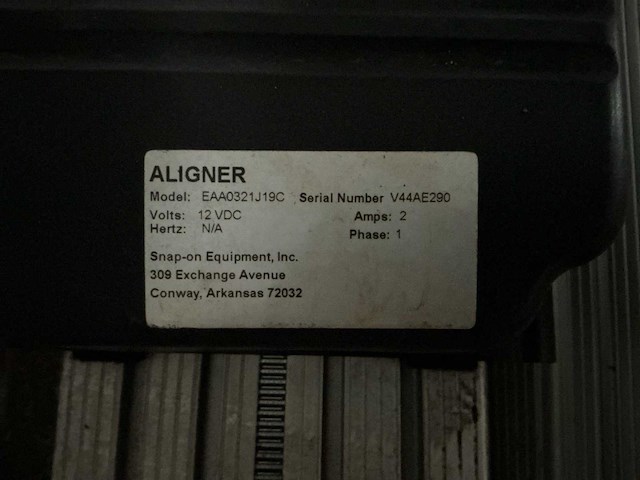 ALIGNER
Model: EAA0321J19C Serial Number V44AE290
Volts: 12 VDC Amps: 2
Hertz: N/A
Phase: 1
Snap-on Equipment, Inc.
309 Exchange Avenue
Conway, Arkansas 72032